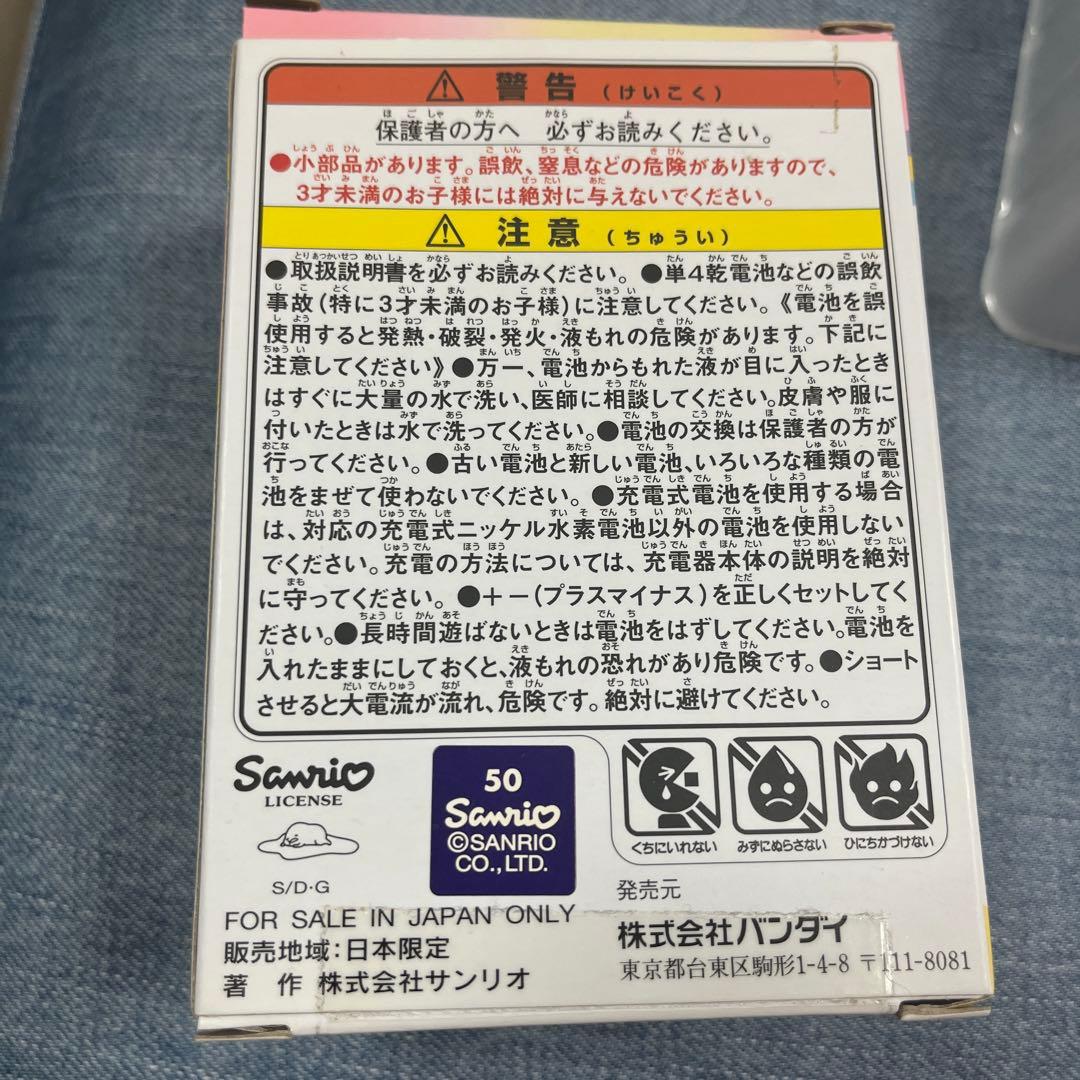 警告 (けいこく)
保護者の方へ 必ずお読みください。
●小部品があります。誤飲、窒息などの危険がありますので、
3才未満のお子様には絶対に与えないでください。
注意 (ちゅうい)
●取扱説明書を必ずお読みください。 ●単4乾電池などの誤飲
事故(特に3才未満のお子様)に注意してください。《電池を誤
使用すると発熱・破裂・発火・液もれの危険があります。下記に
注意してください》●万一、電池からもれた液が目に入ったとき
はすぐに大量の水で洗い、医師に相談してください。皮膚や服に
付いたときは水で洗ってください。●電池の交換は保護者の方が
行ってください。●古い電池と新しい電池、いろいろな種類の電
池をまぜて使わないでください。 ●充電式電池を使用する場合
は、対応の充電式ニッケル水素電池以外の電池を使用しない
でください。充電の方法については、充電器本体の説明を絶対
に守ってください。 ●+-(プラスマイナス)を正しくセットしてく
ださい。●長時間遊ばないときは電池をはずしてください。電池を
入れたままにしておくと、液もれの恐れがあり危険です。●ショート
させると大電流が流れ、危険です。絶対に避けてください。
Sanrio
LICENSE
S/D・G
50
Sanrio
©SANRIO
CO.,LTD.
くちにいれない みずにぬらさない ひにちかづけない
FOR SALE IN JAPAN ONLY
販売地域:日本限定
著 作 株式会社サンリオ
発売元
株式会社バンダイ
東京都台東区駒形1-4-8 〒111-8081